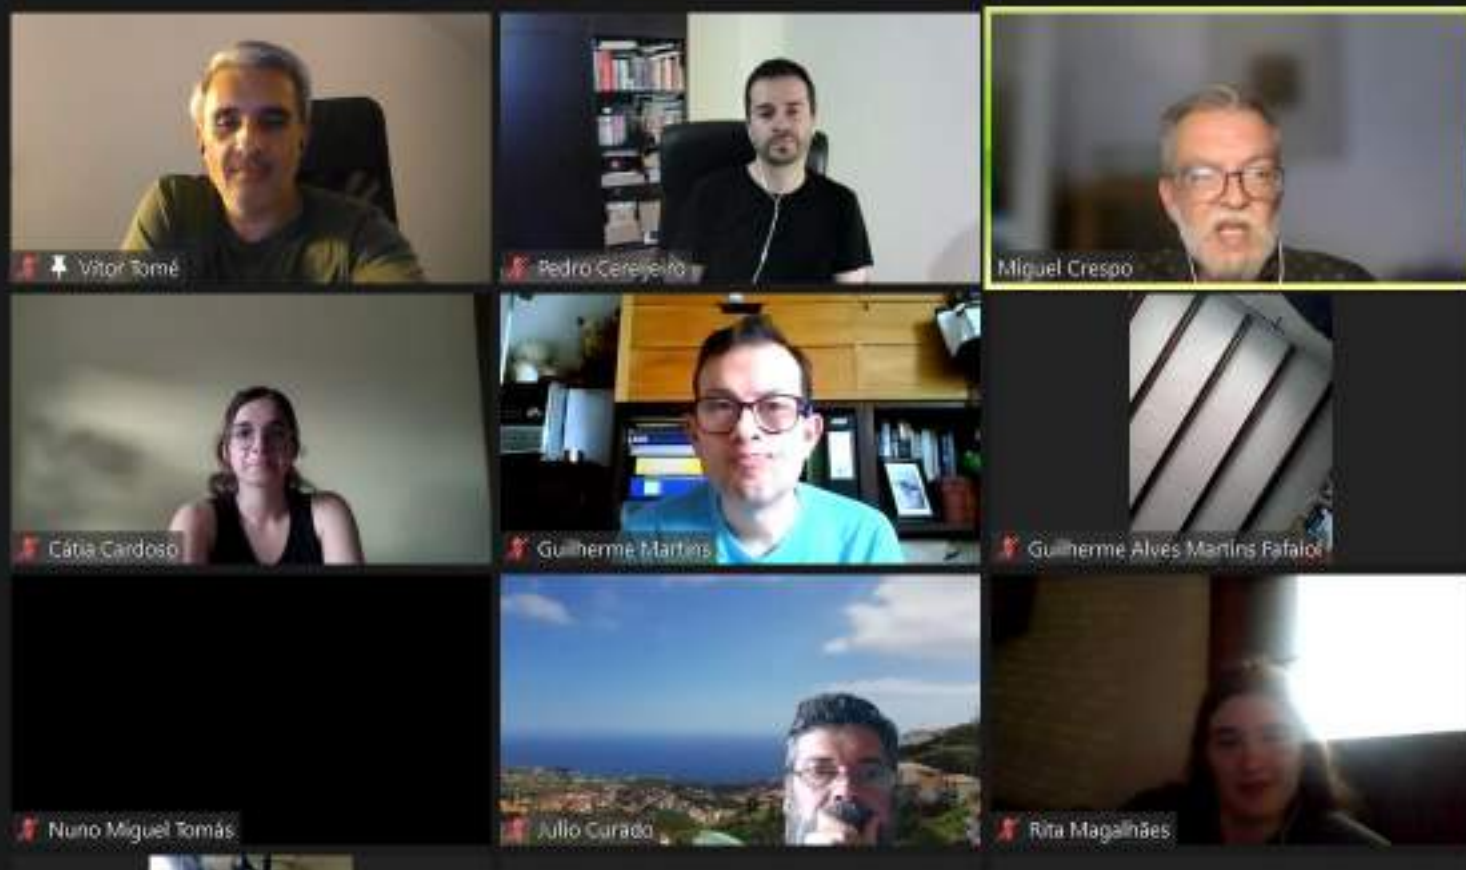 Vítor Tomé
Pedro Cerejeiro
Miguel Crespo
Cátia Cardoso
Guilherme Martins
Guilherme Alves Martins Fafaiol
Nuno Miguel Tomás
Julio Curado
Rita Magalhães